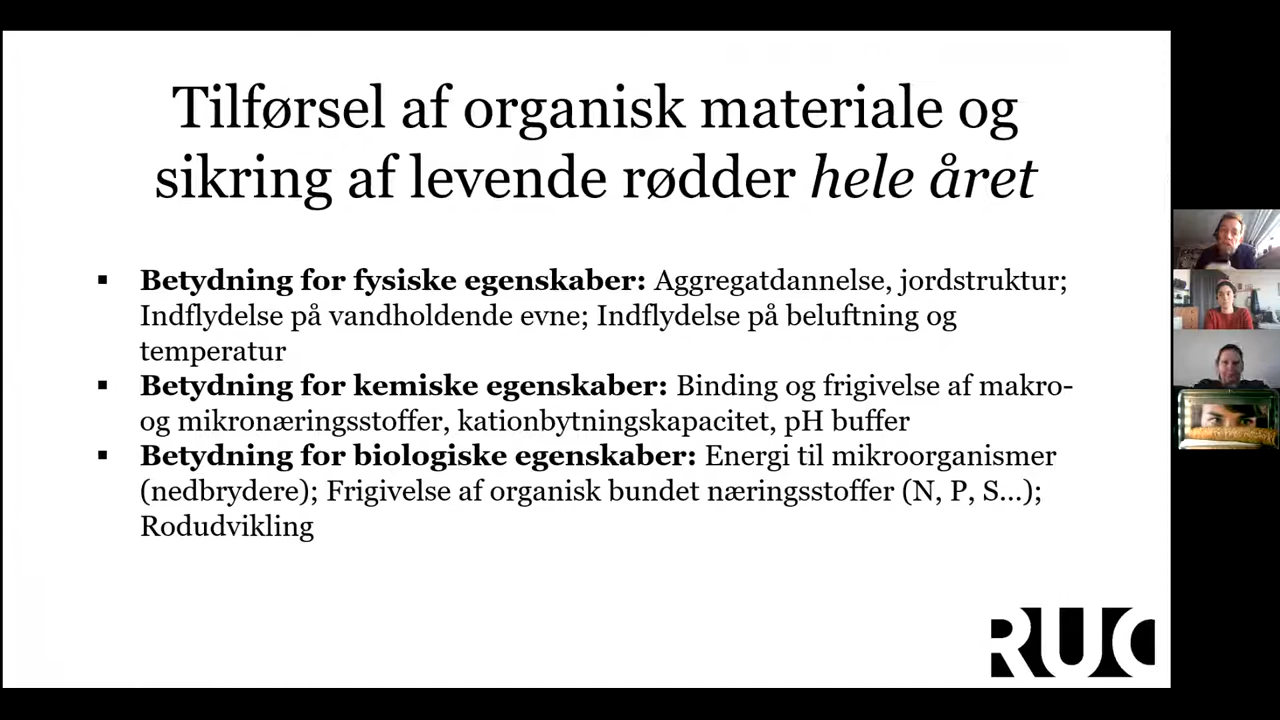 Tilførsel af organisk materiale og
sikring af levende rødder hele året
▪ Betydning for fysiske egenskaber: Aggregatdannelse, jordstruktur;
Indflydelse på vandholdende evne; Indflydelse på beluftning og
temperatur
▪ Betydning for kemiske egenskaber: Binding og frigivelse af makro-
og mikronæringsstoffer, kationbytningskapacitet, pH buffer
▪ Betydning for biologiske egenskaber: Energi til mikroorganismer
(nedbrydere); Frigivelse af organisk bundet næringsstoffer (N, P, S...);
Rodudvikling
RUC